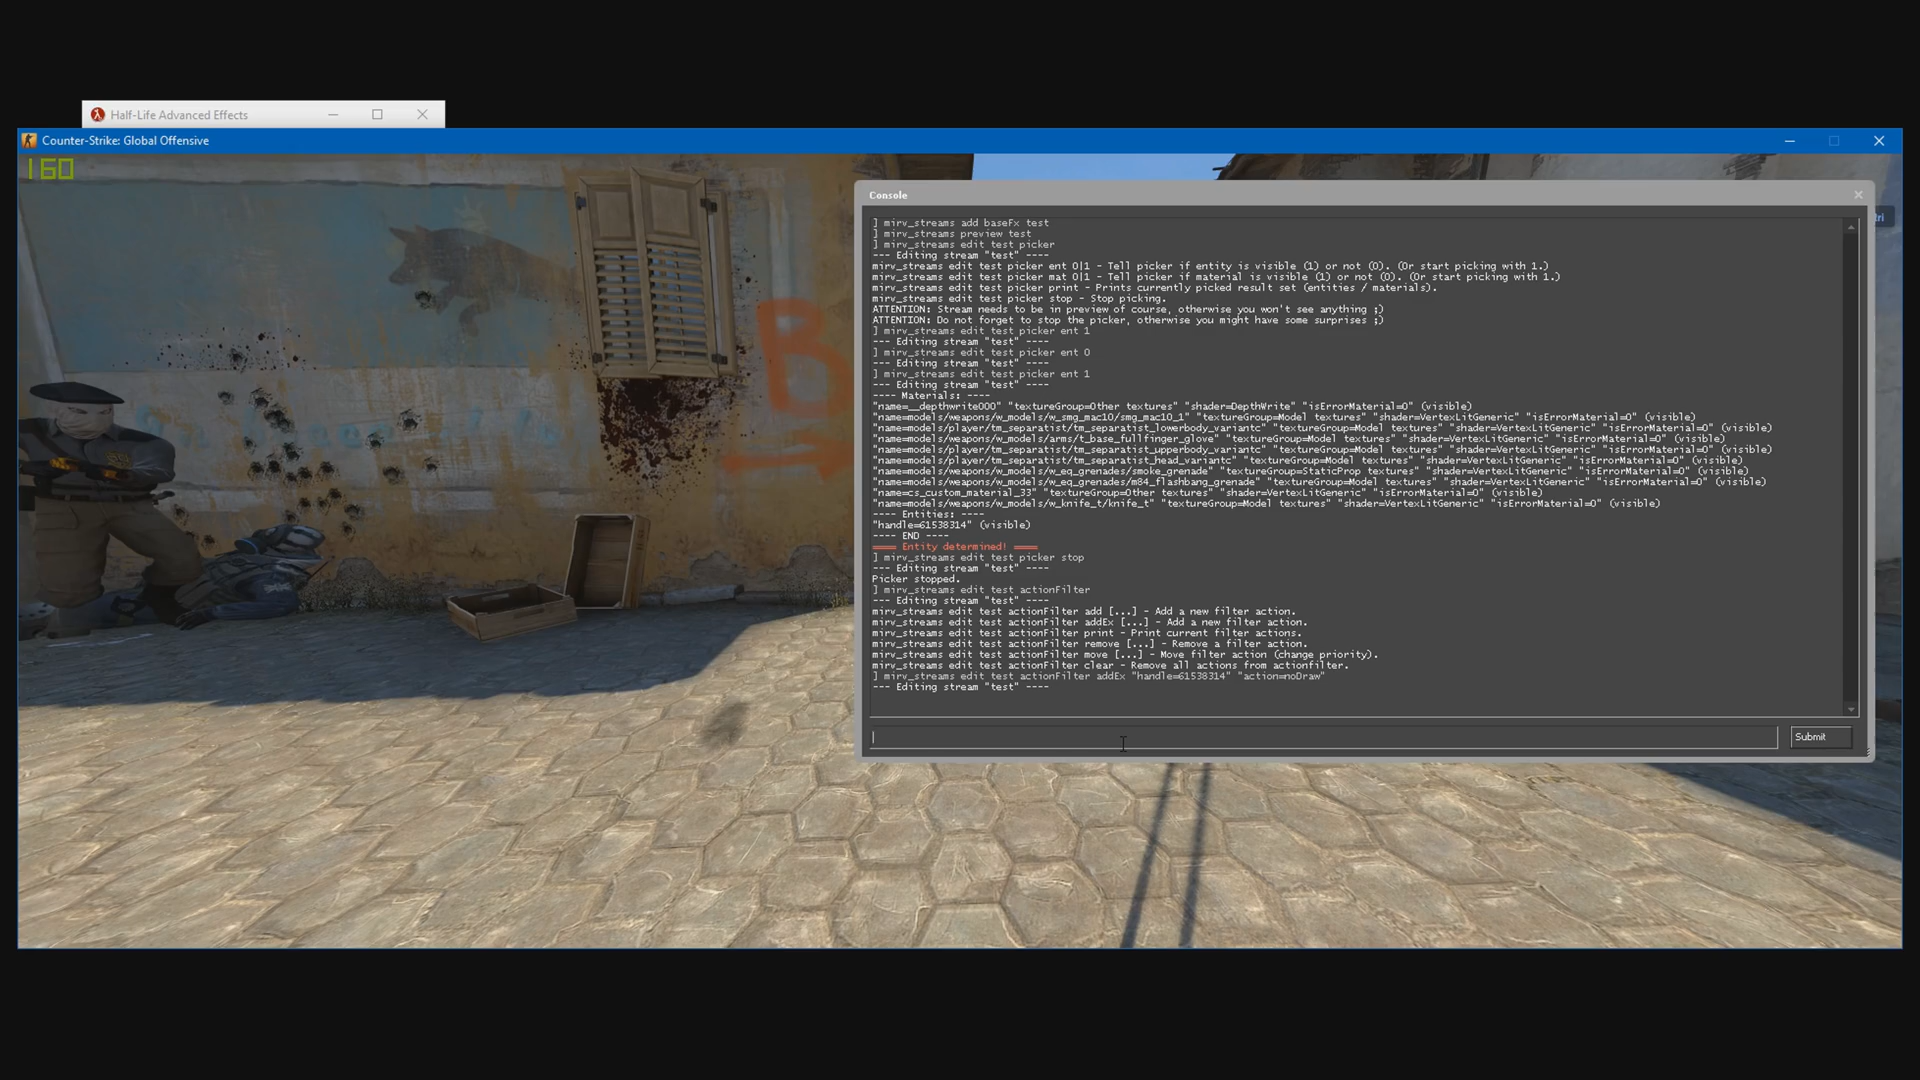 Half-Life Advanced Effects
Counter-Strike: Global Offensive
160
Console
] mirv_streams add baseFx test
] mirv_streams preview test
] mirv_streams edit test picker
--- Editing stream "test" ----
mirv_streams edit test picker ent 0|1 - Tell picker if entity is visible (1) or not (0). (Or start picking with 1.)
mirv_streams edit test picker mat 0|1 - Tell picker if material is visible (1) or not (0). (Or start picking with 1.)
mirv_streams edit test picker print - Prints currently picked result set (entities / materials).
mirv_streams edit test picker stop - Stop picking.
ATTENTION: Stream needs to be in preview of course, otherwise you won't see anything ;)
ATTENTION: Do not forget to stop the picker, otherwise you might have some surprises ;)
] mirv_streams edit test picker ent 1
--- Editing stream "test" ----
] mirv_streams edit test picker ent 0
--- Editing stream "test" ----
] mirv_streams edit test picker ent 1
--- Editing stream "test" ----
---- Materials: ----
"name=__depthwrite000" "textureGroup=Other textures" "shader=DepthWrite" "isErrorMaterial=0" (visible)
"name=models/weapons/w_models/w_smg_mac10/smg_mac10_1" "textureGroup=Model textures" "shader=VertexLitGeneric" "isErrorMaterial=0" (visible)
"name=models/player/tm_separatist/tm_separatist_lowerbody_variantc" "textureGroup=Model textures" "shader=VertexLitGeneric" "isErrorMaterial=0" (visible)
"name=models/weapons/w_models/arms/t_base_fullfinger_glove" "textureGroup=Model textures" "shader=VertexLitGeneric" "isErrorMaterial=0" (visible)
"name=models/player/tm_separatist/tm_separatist_upperbody_variantc" "textureGroup=Model textures" "shader=VertexLitGeneric" "isErrorMaterial=0" (visible)
"name=models/player/tm_separatist/tm_separatist_head_variantc" "textureGroup=Model textures" "shader=VertexLitGeneric" "isErrorMaterial=0" (visible)
"name=models/weapons/w_models/w_eq_grenades/smoke_grenade" "textureGroup=StaticProp textures" "shader=VertexLitGeneric" "isErrorMaterial=0" (visible)
"name=models/weapons/w_models/w_eq_grenades/m84_flashbang_grenade" "textureGroup=Model textures" "shader=VertexLitGeneric" "isErrorMaterial=0" (visible)
"name=cs_custom_material_33" "textureGroup=Other textures" "shader=VertexLitGeneric" "isErrorMaterial=0" (visible)
"name=models/weapons/w_models/w_knife_t/knife_t" "textureGroup=Model textures" "shader=VertexLitGeneric" "isErrorMaterial=0" (visible)
---- Entities: ----
"handle=61538314" (visible)
---- END ----
==== Entity determined! ====
] mirv_streams edit test picker stop
--- Editing stream "test" ----
Picker stopped.
] mirv_streams edit test actionFilter
--- Editing stream "test" ----
mirv_streams edit test actionFilter add [...] - Add a new filter action.
mirv_streams edit test actionFilter addEx [...] - Add a new filter action.
mirv_streams edit test actionFilter print - Print current filter actions.
mirv_streams edit test actionFilter remove [...] - Remove a filter action.
mirv_streams edit test actionFilter move [...] - Move filter action (change priority).
mirv_streams edit test actionFilter clear - Remove all actions from actionfilter.
] mirv_streams edit test actionFilter addEx "handle=61538314" "action=noDraw"
--- Editing stream "test" ----
Submit
B